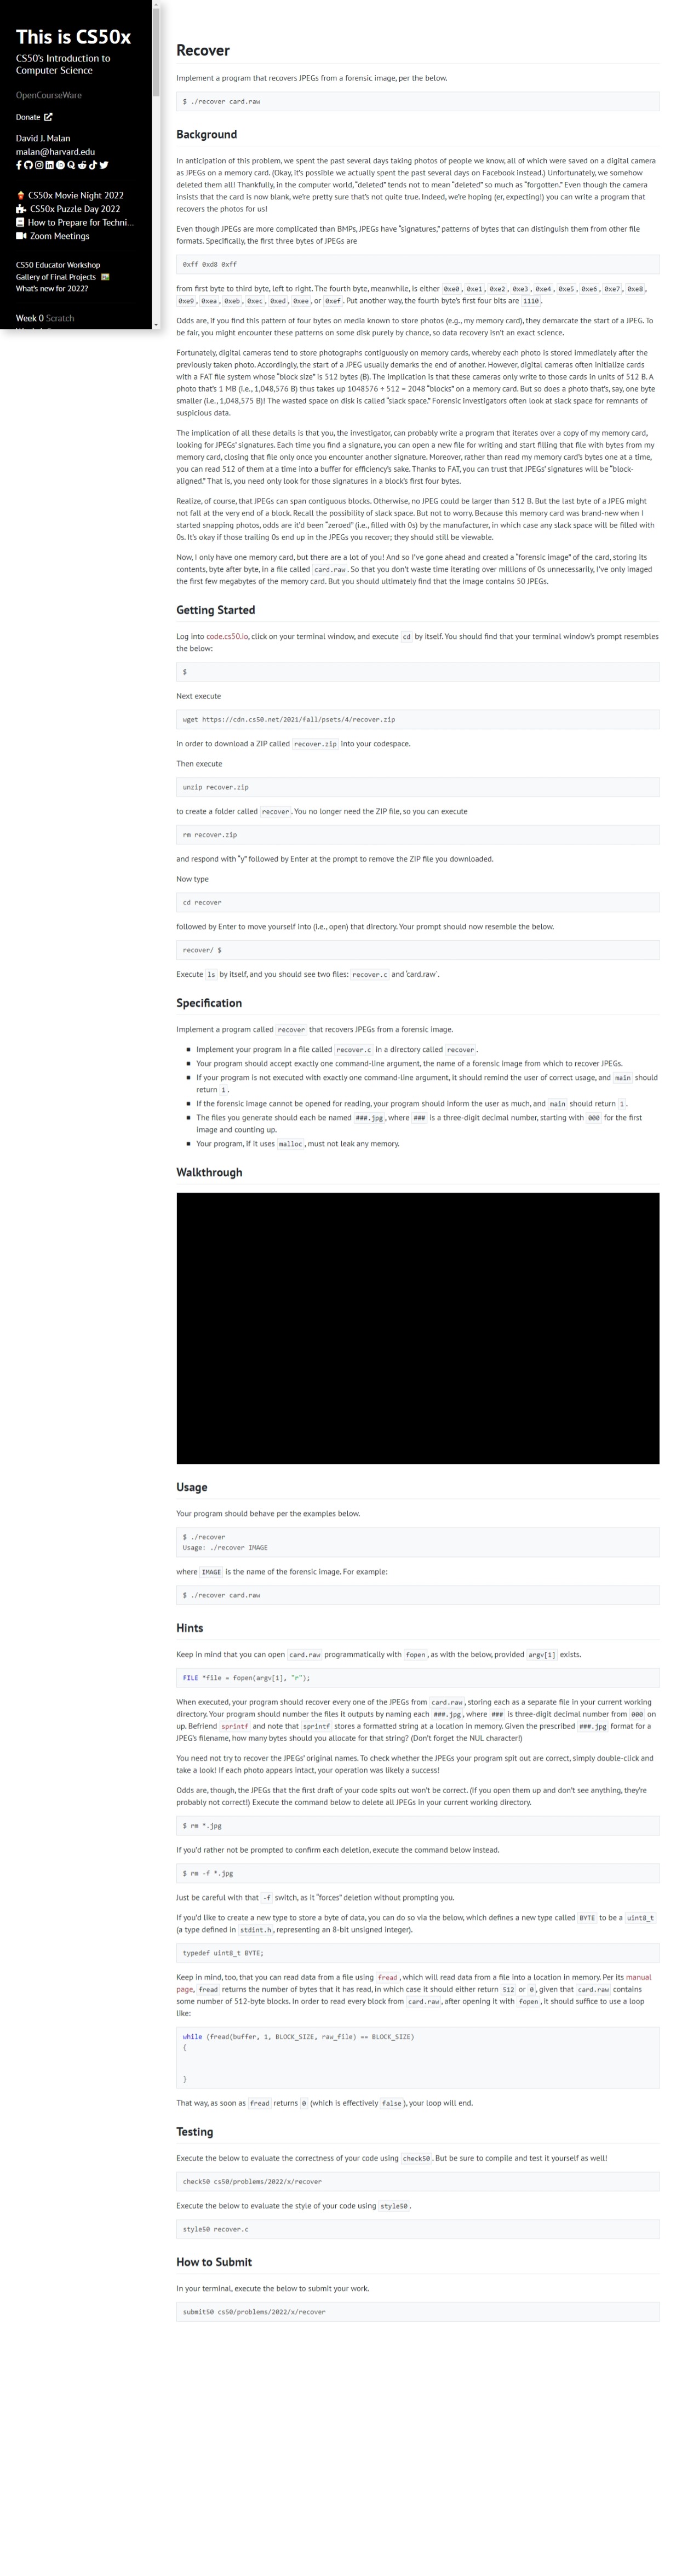 This is CS50x
CS50's Introduction to
Computer Science
OpenCourseWare
Donate
David J. Malan
malan@harvard.edu
CS50x Movie Night 2022
CS50x Puzzle Day 2022
How to Prepare for Techni...
Zoom Meetings
CS50 Educator Workshop
Gallery of Final Projects
What's new for 2022?
Week 0 Scratch
Recover
Implement a program that recovers JPEGs from a forensic image, per the below.
$ ./recover card.raw
Background
In anticipation of this problem, we spent the past several days taking photos of people we know, all of which were saved on a digital camera
as JPEGs on a memory card. (Okay, it's possible we actually spent the past several days on Facebook instead.) Unfortunately, we somehow
deleted them all! Thankfully, in the computer world, "deleted" tends not to mean "deleted" so much as "forgotten." Even though the camera
insists that the card is now blank, we're pretty sure that's not quite true. Indeed, we're hoping (er, expecting!) you can write a program that
recovers the photos for us!
Even though JPEGs are more complicated than BMPs, JPEGs have "signatures," patterns of bytes that can distinguish them from other file
formats. Specifically, the first three bytes of JPEGs are
0xff 0xd8 0xff
from first byte to third byte, left to right. The fourth byte, meanwhile, is either 0xe0, 0xe1, 0xe2, 0xe3, 0xe4, 0xe5, 0xe6, 0xe7, 0xe8,
0xe9, 0xea, 0xeb, 0xec, 0xed, 0xee, or 0xef. Put another way, the fourth byte's first four bits are 1110.
Odds are, if you find this pattern of four bytes on media known to store photos (e.g., my memory card), they demarcate the start of a JPEG. To
be fair, you might encounter these patterns on some disk purely by chance, so data recovery isn't an exact science.
Fortunately, digital cameras tend to store photographs contiguously on memory cards, whereby each photo is stored immediately after the
previously taken photo. Accordingly, the start of a JPEG usually demarks the end of another. However, digital cameras often initialize cards
with a FAT file system whose "block size" is 512 bytes (B). The implication is that these cameras only write to those cards in units of 512 B. A
photo that's 1 MB (i.e., 1,048,576 B) thus takes up 1048576 ÷ 512 = 2048 "blocks" on a memory card. But so does a photo that's, say, one byte
smaller (i.e., 1,048,575 B)! The wasted space on disk is called "slack space." Forensic investigators often look at slack space for remnants of
suspicious data.
The implication of all these details is that you, the investigator, can probably write a program that iterates over a copy of my memory card,
looking for JPEGs' signatures. Each time you find a signature, you can open a new file for writing and start filling that file with bytes from my
memory card, closing that file only once you encounter another signature. Moreover, rather than read my memory card's bytes one at a time,
you can read 512 of them at a time into a buffer for efficiency's sake. Thanks to FAT, you can trust that JPEGs' signatures will be "block-
aligned." That is, you need only look for those signatures in a block's first four bytes.
Realize, of course, that JPEGs can span contiguous blocks. Otherwise, no JPEG could be larger than 512 B. But the last byte of a JPEG might
not fall at the very end of a block. Recall the possibility of slack space. But not to worry. Because this memory card was brand-new when I
started snapping photos, odds are it'd been "zeroed" (i.e., filled with 0s) by the manufacturer, in which case any slack space will be filled with
0s. It's okay if those trailing 0s end up in the JPEGs you recover; they should still be viewable.
Now, I only have one memory card, but there are a lot of you! And so I've gone ahead and created a "forensic image" of the card, storing its
contents, byte after byte, in a file called card.raw. So that you don't waste time iterating over millions of 0s unnecessarily, I've only imaged
the first few megabytes of the memory card. But you should ultimately find that the image contains 50 JPEGs.
Getting Started
Log into code.cs50.io, click on your terminal window, and execute cd by itself. You should find that your terminal window's prompt resembles
the below:
$
Next execute
wget https://cdn.cs50.net/2021/fall/psets/4/recover.zip
in order to download a ZIP called recover.zip into your codespace.
Then execute
unzip recover.zip
to create a folder called recover. You no longer need the ZIP file, so you can execute
rm recover.zip
and respond with "y" followed by Enter at the prompt to remove the ZIP file you downloaded.
Now type
cd recover
followed by Enter to move yourself into (i.e., open) that directory. Your prompt should now resemble the below.
recover/ $
Execute ls by itself, and you should see two files: recover.c and 'card.raw`.
Specification
Implement a program called recover that recovers JPEGs from a forensic image.
Implement your program in a file called recover.c in a directory called recover.
Your program should accept exactly one command-line argument, the name of a forensic image from which to recover JPEGs.
If your program is not executed with exactly one command-line argument, it should remind the user of correct usage, and main should
return 1.
If the forensic image cannot be opened for reading, your program should inform the user as much, and main should return 1.
The files you generate should each be named ###.jpg, where ### is a three-digit decimal number, starting with 000 for the first
image and counting up.
Your program, if it uses malloc, must not leak any memory.
Walkthrough
Usage
Your program should behave per the examples below.
$ ./recover
Usage: ./recover IMAGE
where IMAGE is the name of the forensic image. For example:
$ ./recover card.raw
Hints
Keep in mind that you can open card.raw programmatically with fopen, as with the below, provided argv[1] exists.
FILE *file = fopen(argv[1], "r");
When executed, your program should recover every one of the JPEGs from card.raw, storing each as a separate file in your current working
directory. Your program should number the files it outputs by naming each ###.jpg, where ### is three-digit decimal number from 000 on
up. Befriend sprintf and note that sprintf stores a formatted string at a location in memory. Given the prescribed ###.jpg format for a
JPEG's filename, how many bytes should you allocate for that string? (Don't forget the NUL character!)
You need not try to recover the JPEGs' original names. To check whether the JPEGs your program spit out are correct, simply double-click and
take a look! If each photo appears intact, your operation was likely a success!
Odds are, though, the JPEGs that the first draft of your code spits out won't be correct. (If you open them up and don't see anything, they're
probably not correct!) Execute the command below to delete all JPEGs in your current working directory.
$ rm *.jpg
If you'd rather not be prompted to confirm each deletion, execute the command below instead.
$ rm -f *.jpg
Just be careful with that -f switch, as it "forces" deletion without prompting you.
If you'd like to create a new type to store a byte of data, you can do so via the below, which defines a new type called BYTE to be a uint8_t
(a type defined in stdint.h, representing an 8-bit unsigned integer).
typedef uint8_t BYTE;
Keep in mind, too, that you can read data from a file using fread, which will read data from a file into a location in memory. Per its manual
page, fread returns the number of bytes that it has read, in which case it should either return 512 or 0, given that card.raw contains
some number of 512-byte blocks. In order to read every block from card.raw, after opening it with fopen, it should suffice to use a loop
like:
while (fread(buffer, 1, BLOCK_SIZE, raw_file) == BLOCK_SIZE)
{
}
That way, as soon as fread returns 0 (which is effectively false), your loop will end.
Testing
Execute the below to evaluate the correctness of your code using check50. But be sure to compile and test it yourself as well!
check50 cs50/problems/2022/x/recover
Execute the below to evaluate the style of your code using style50.
style50 recover.c
How to Submit
In your terminal, execute the below to submit your work.
submit50 cs50/problems/2022/x/recover